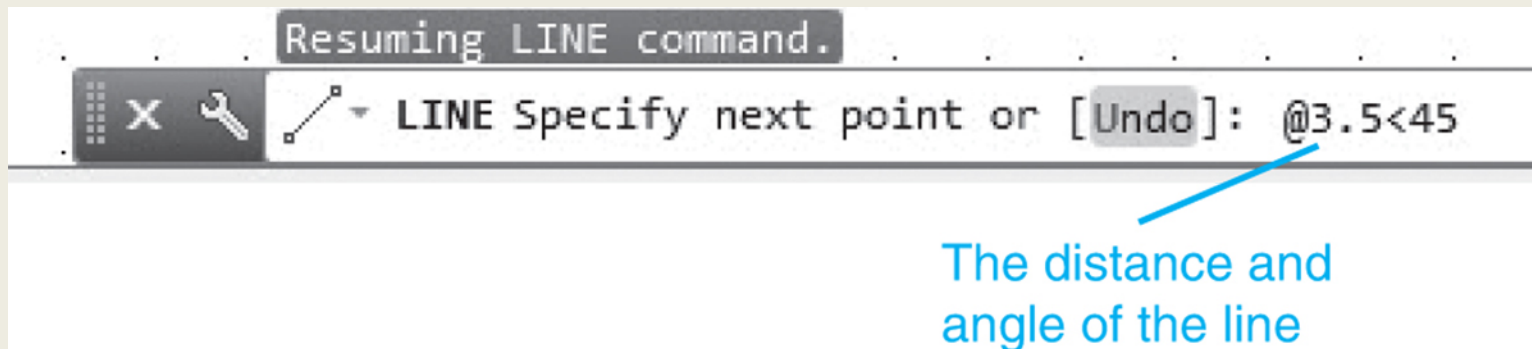 Resuming LINE command.
LINE Specify next point or [Undo]: @3.5<45
The distance and
angle of the line